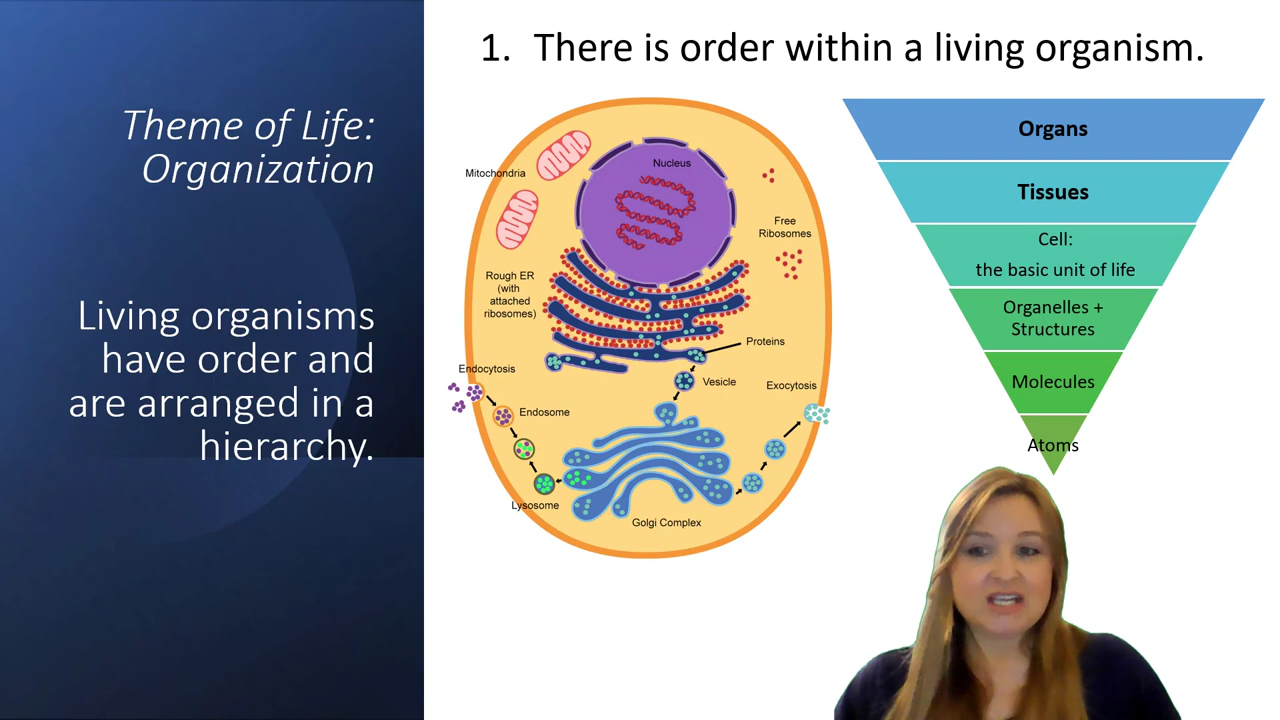 Theme of Life:
Organization
Living organisms
have order and
are arranged in a
hierarchy.
1. There is order within a living organism.
Mitochondria
Nucleus
Free
Ribosomes
Rough ER
(with
attached
ribosomes)
Proteins
Endocytosis
Vesicle
Exocytosis
Endosome
Lysosome
Golgi Complex
Organs
Tissues
Cell:
the basic unit of life
Organelles +
Structures
Molecules
Atoms